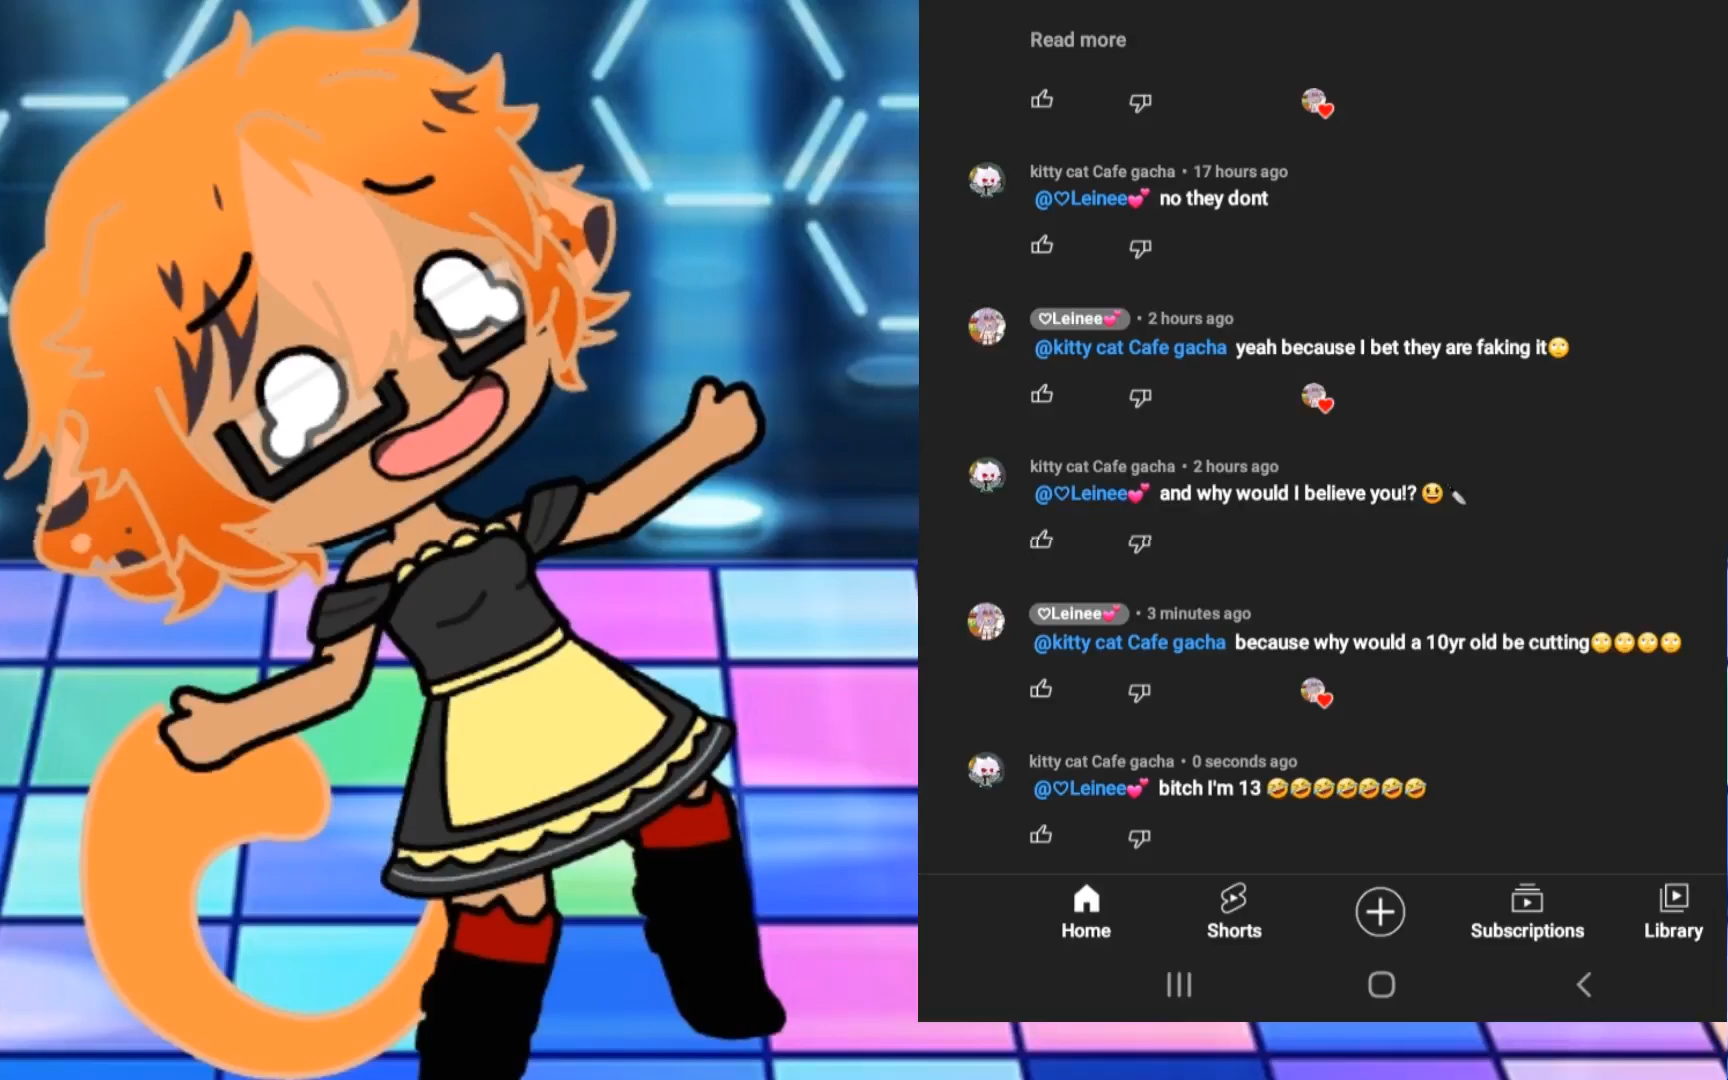 Read more
kitty cat Cafe gacha • 17 hours ago
@♡Leinee💕 no they dont
♡Leinee💕 • 2 hours ago
@kitty cat Cafe gacha yeah because I bet they are faking it🙄
kitty cat Cafe gacha • 2 hours ago
@♡Leinee💕 and why would I believe you!? 😃🔪
♡Leinee💕 • 3 minutes ago
@kitty cat Cafe gacha because why would a 10yr old be cutting🙄🙄🙄🙄
kitty cat Cafe gacha • 0 seconds ago
@♡Leinee💕 bitch I'm 13 🤣🤣🤣🤣🤣🤣🤣
Home Shorts Subscriptions Library